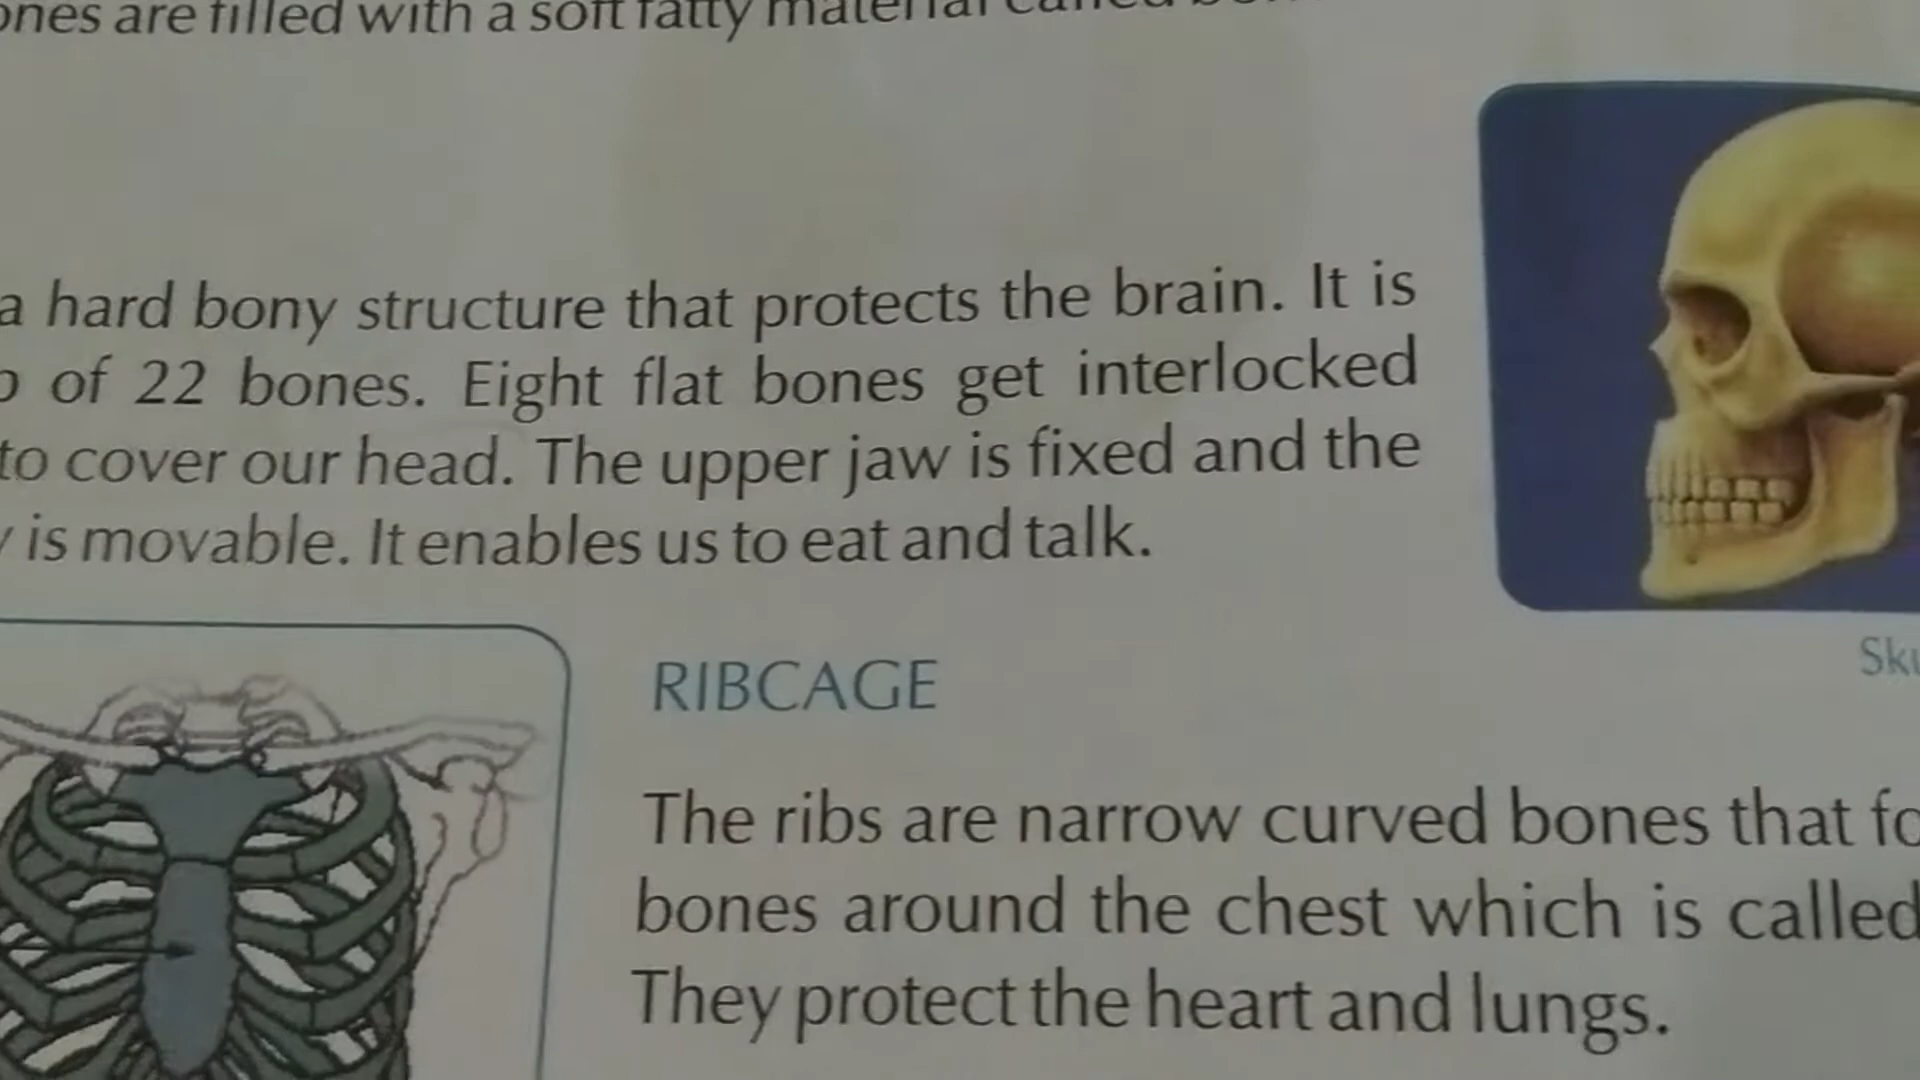 are filled with a soft fatty material called
a hard bony structure that protects the brain. It is
of 22 bones. Eight flat bones get interlocked
to cover our head. The upper jaw is fixed and the
is movable. It enables us to eat and talk.
RIBCAGE
The ribs are narrow curved bones that
bones around the chest which is called
They protect the heart and lungs.